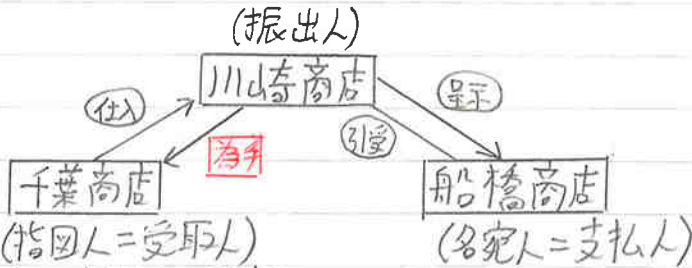 (振出人)
川崎商店
仕入
呈示
為手
引受
千葉商店
船橋商店
(指図人=受取人)
(名宛人=支払人)